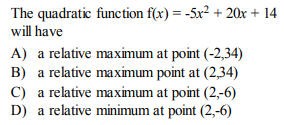 The quadratic function f(x) = -5x² + 20x + 14
will have
A) a relative maximum at point (-2,34)
B) a relative maximum point at (2,34)
C) a relative maximum at point (2,-6)
D) a relative minimum at point (2,-6)